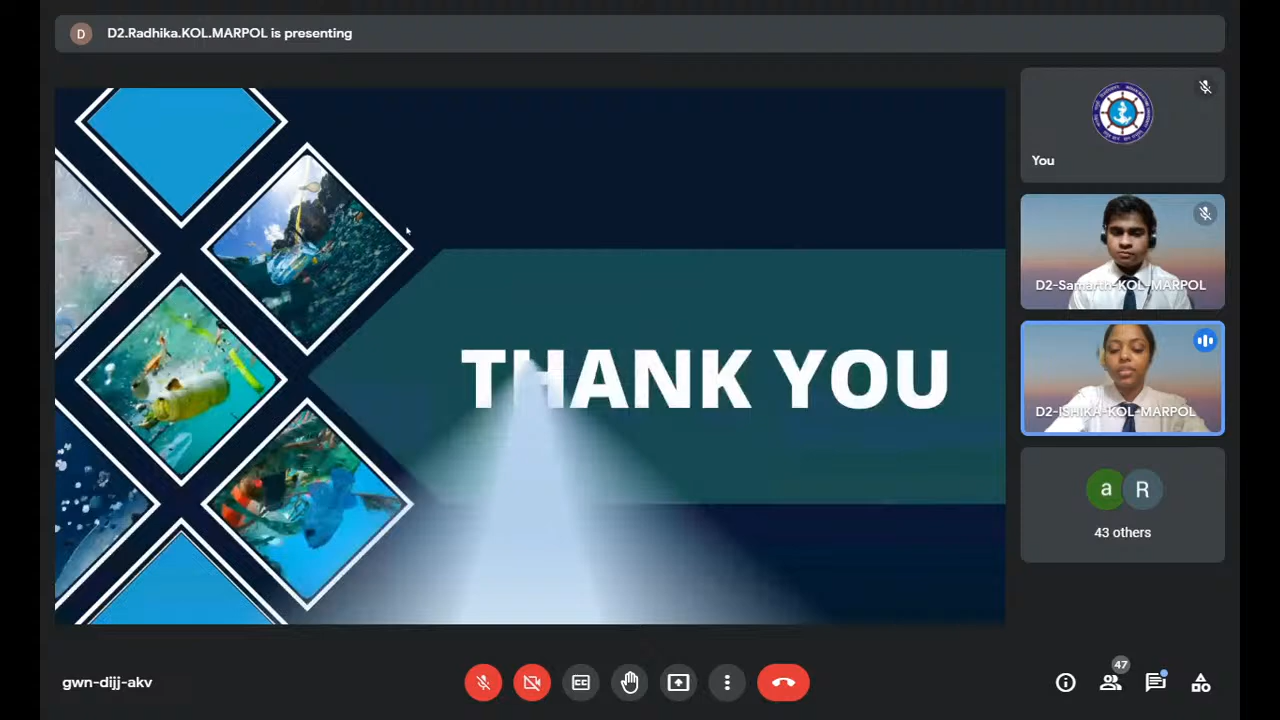 D
D2.Radhika.KOL.MARPOL is presenting
THANK YOU
You
D2-Samarth-KOL-MARPOL
D2-ISHIKA-KOL-MARPOL
a
R
43 others
gwn-dijj-akv
CC
47